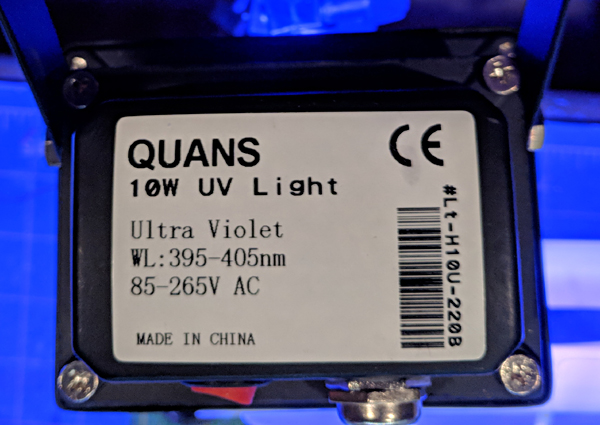 QUANS
10W UV Light
CE
Ultra Violet
WL:395-405nm
85-265V AC
MADE IN CHINA
#Lt-H10U-220B